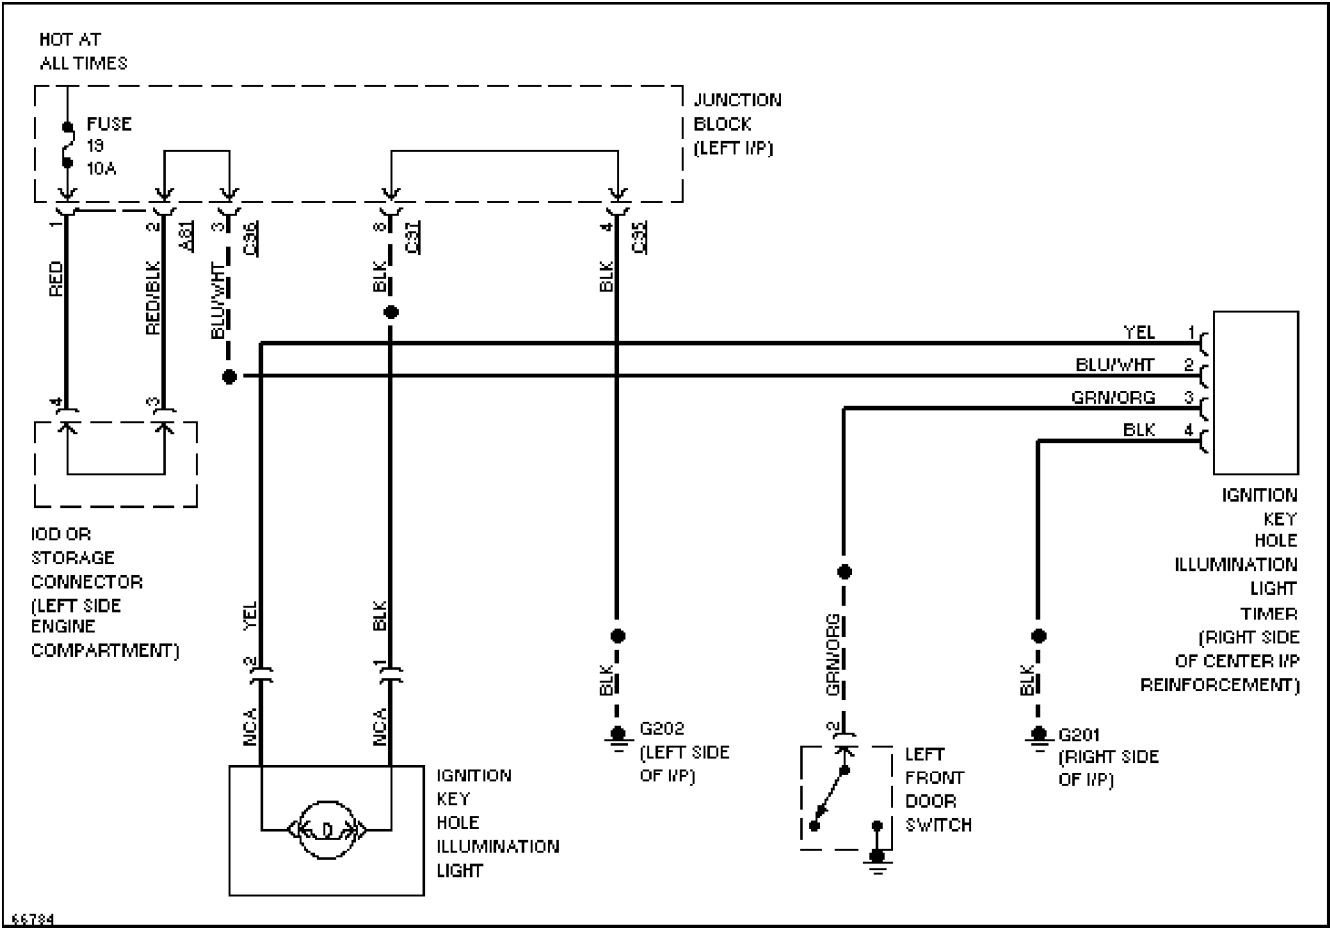 HOT AT
ALL TIMES
FUSE
19
10A
JUNCTION
BLOCK
(LEFT I/P)
1
2
A81
3
C96
8
C97
4
C95
RED
RED/BLK
BLU/WHT
BLK
BLK
4
3
YEL 1
BLU/WHT 2
GRN/ORG 3
BLK 4
IGNITION
KEY
HOLE
ILLUMINATION
LIGHT
TIMER
(RIGHT SIDE
OF CENTER I/P
REINFORCEMENT)
IOD OR
STORAGE
CONNECTOR
(LEFT SIDE
ENGINE
COMPARTMENT)
YEL
BLK
2
1
NCA
NCA
BLK
G202
(LEFT SIDE
OF I/P)
GRN/ORG
2
LEFT
FRONT
DOOR
SWITCH
BLK
G201
(RIGHT SIDE
OF I/P)
D
IGNITION
KEY
HOLE
ILLUMINATION
LIGHT
66784